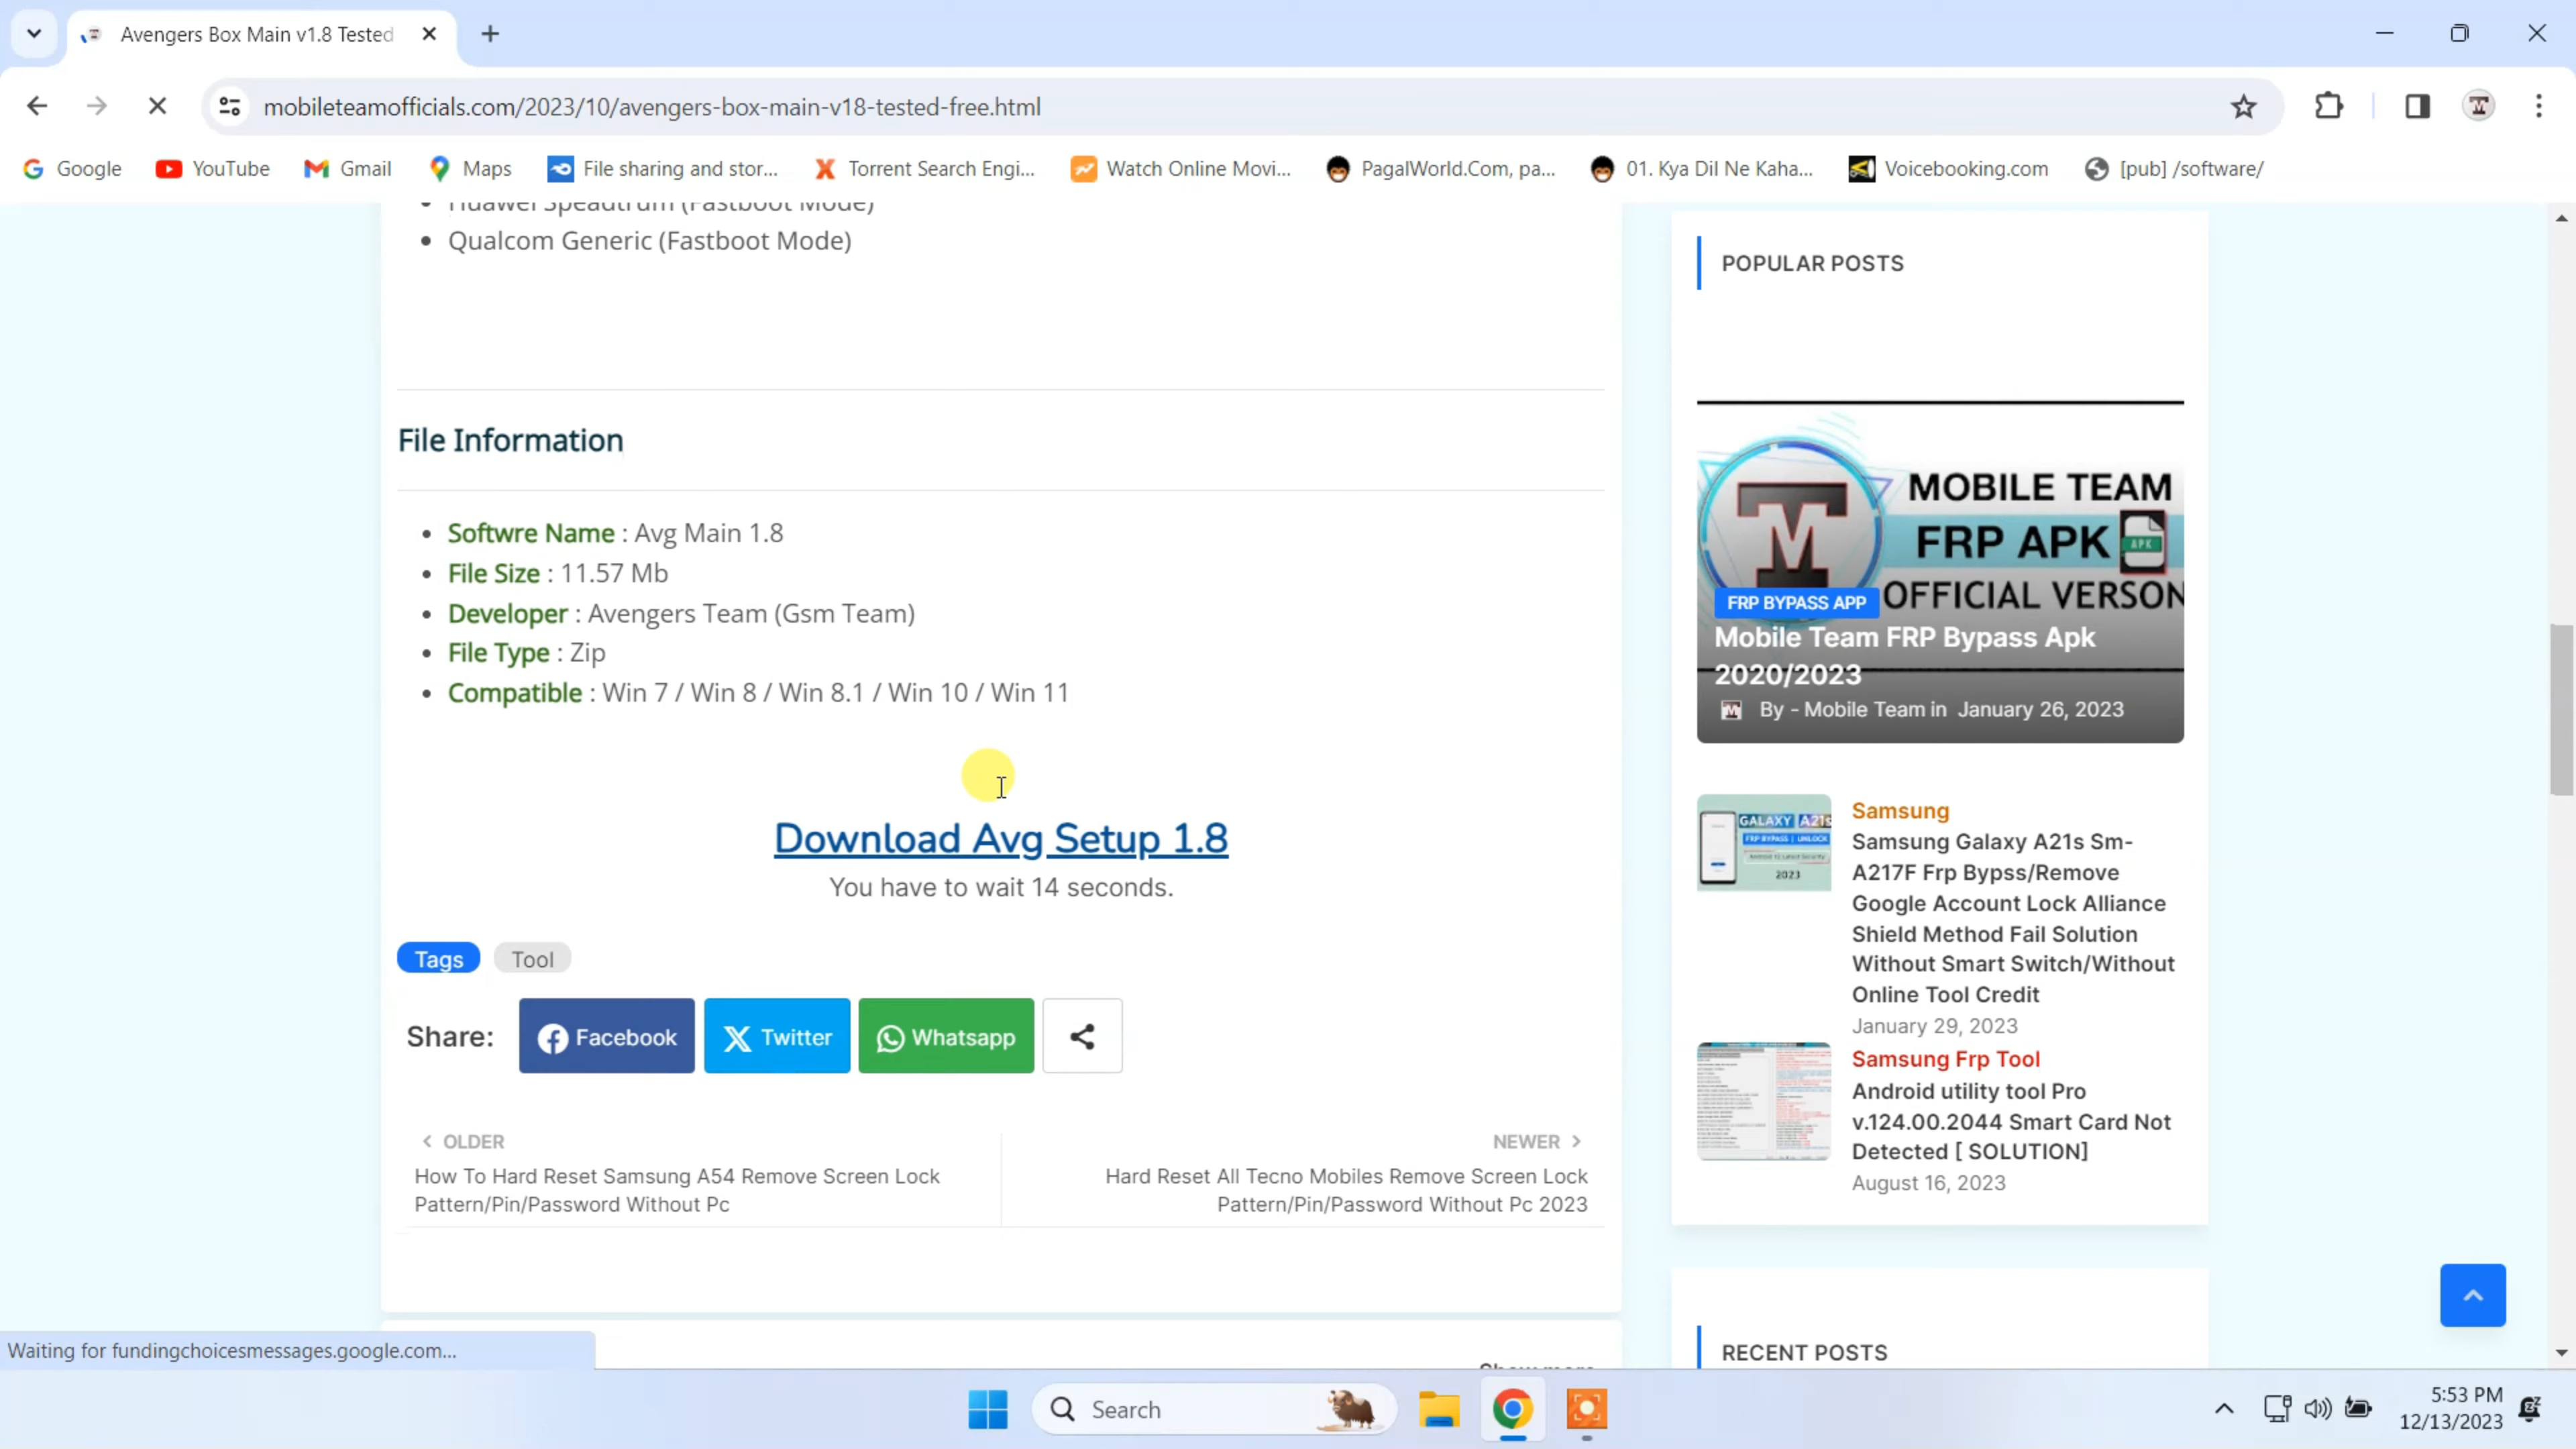 Avengers Box Main v1.8 Tested
mobileteamofficials.com/2023/10/avengers-box-main-v18-tested-free.html
Google
YouTube
Gmail
Maps
File sharing and stor...
Torrent Search Engi...
Watch Online Movi...
PagalWorld.Com, pa...
01. Kya Dil Ne Kaha...
Voicebooking.com
[pub] /software/
Huawei Speadtrum (Fastboot Mode)
Qualcom Generic (Fastboot Mode)
File Information
Softwre Name : Avg Main 1.8
File Size : 11.57 Mb
Developer : Avengers Team (Gsm Team)
File Type : Zip
Compatible : Win 7 / Win 8 / Win 8.1 / Win 10 / Win 11
Download Avg Setup 1.8
You have to wait 14 seconds.
Tags Tool
Share: Facebook Twitter Whatsapp
OLDER
How To Hard Reset Samsung A54 Remove Screen Lock
Pattern/Pin/Password Without Pc
NEWER
Hard Reset All Tecno Mobiles Remove Screen Lock
Pattern/Pin/Password Without Pc 2023
POPULAR POSTS
MOBILE TEAM
FRP APK
APK
OFFICIAL VERSON
FRP BYPASS APP
Mobile Team FRP Bypass Apk
2020/2023
By - Mobile Team in January 26, 2023
GALAXY A21s
FRP BYPASS | UNLOCK
2023
Samsung
Samsung Galaxy A21s Sm-
A217F Frp Bypss/Remove
Google Account Lock Alliance
Shield Method Fail Solution
Without Smart Switch/Without
Online Tool Credit
January 29, 2023
Samsung Frp Tool
Android utility tool Pro
v.124.00.2044 Smart Card Not
Detected [ SOLUTION]
August 16, 2023
RECENT POSTS
Waiting for fundingchoicesmessages.google.com...
Search
5:53 PM
12/13/2023